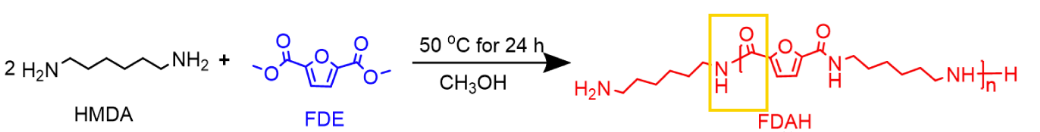 2 H₂N NH₂ + O O O O O 50 °C for 24 h CH₃OH H₂N N H O O O N H NH H n
HMDA FDE FDAH